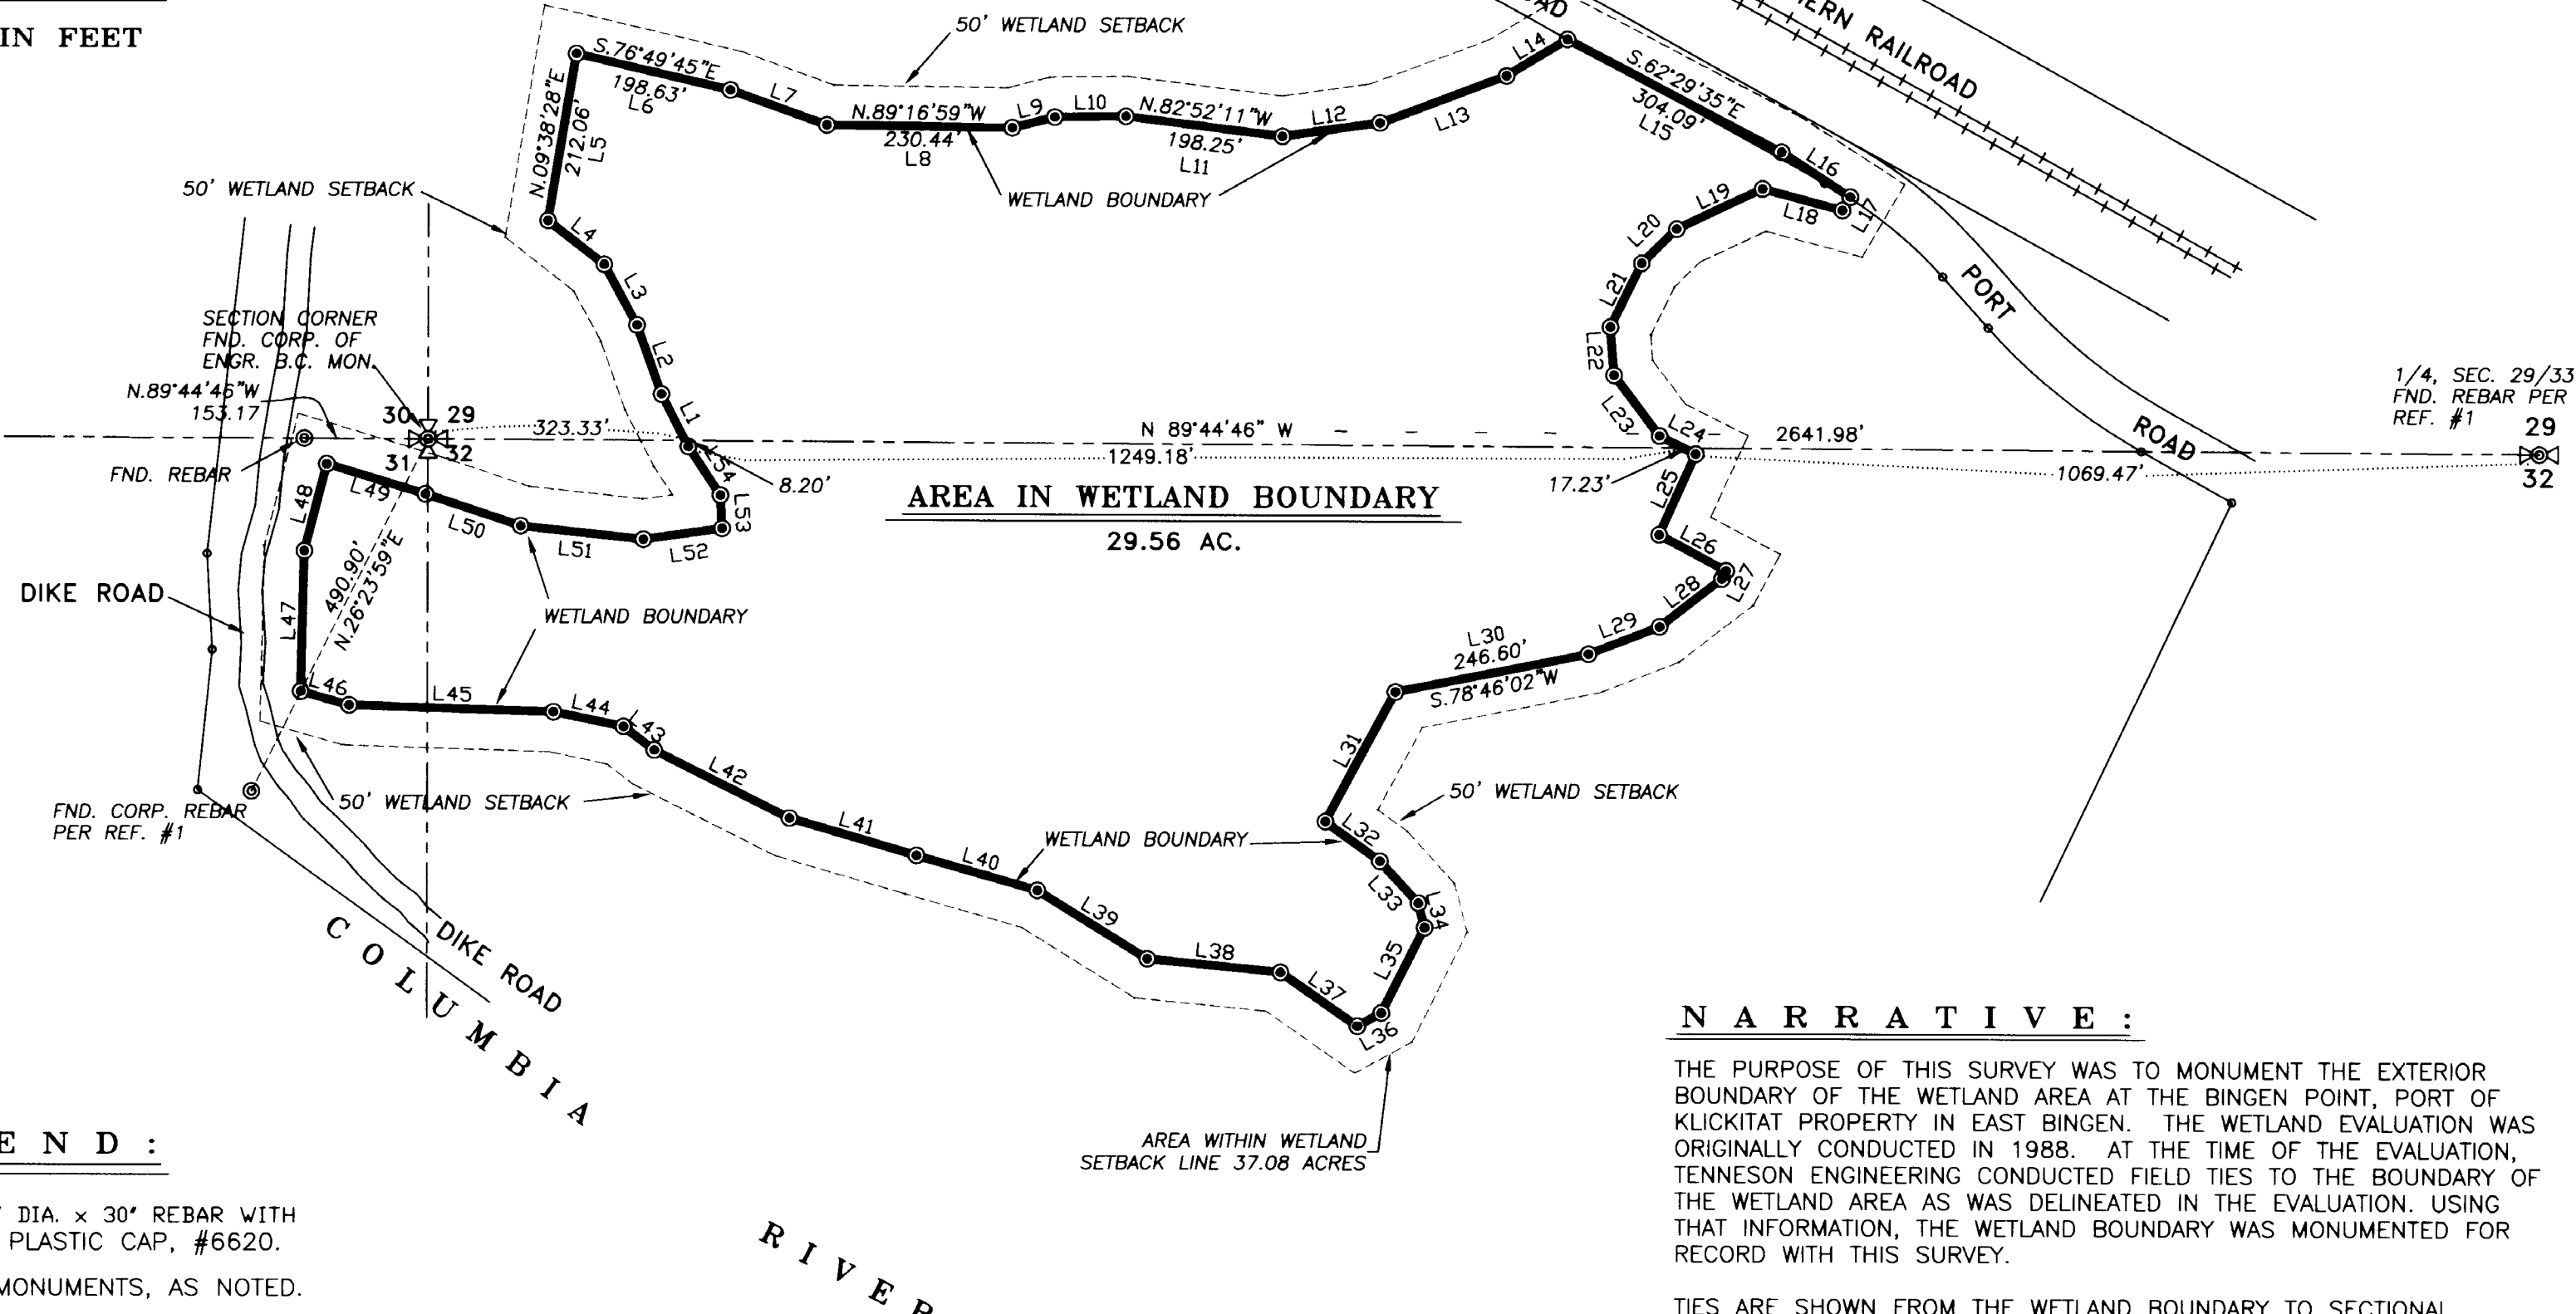 IN FEET
50' WETLAND SETBACK
S.76°49'45"E
198.63'
L6
L7
N.09°38'28"E
212.06'
L5
N.89°16'59"W
230.44'
L8
L9
L10
N.82°52'11"W
198.25'
L11
L12
L13
L14
S.62°29'35"E
304.09'
L15
L16
L17
L18
L19
L20
L21
L22
L23
L24
RAILROAD
WETLAND BOUNDARY
50' WETLAND SETBACK
L4
L3
L2
L1
SECTION CORNER
FND. CORP. OF
ENGR. B.C. MON.
N.89°44'46"W
153.17
30 29
31 32
323.33'
N 89°44'46" W
2641.98'
1249.18'
8.20'
17.23'
1069.47'
PORT
ROAD
1/4, SEC. 29/33
FND. REBAR PER
REF. #1
29
32
FND. REBAR
AREA IN WETLAND BOUNDARY
29.56 AC.
L54
L53
L52
L51
L50
L49
L48
L47
490.90'
N.26°23'59"E
DIKE ROAD
WETLAND BOUNDARY
L46
L45
L44
L43
L42
L41
L40
L39
L38
L37
L36
L35
L34
L33
L32
L31
L30
246.60'
S.78°46'02"W
L29
L28
L27
L26
L25
50' WETLAND SETBACK
50' WETLAND SETBACK
WETLAND BOUNDARY
FND. CORP. REBAR
PER REF. #1
DIKE ROAD
COLUMBIA
RIVER
AREA WITHIN WETLAND
SETBACK LINE 37.08 ACRES
E N D :
DIA. x 30" REBAR WITH
PLASTIC CAP, #6620.
MONUMENTS, AS NOTED.
N A R R A T I V E :
THE PURPOSE OF THIS SURVEY WAS TO MONUMENT THE EXTERIOR
BOUNDARY OF THE WETLAND AREA AT THE BINGEN POINT, PORT OF
KLICKITAT PROPERTY IN EAST BINGEN. THE WETLAND EVALUATION WAS
ORIGINALLY CONDUCTED IN 1988. AT THE TIME OF THE EVALUATION,
TENNESON ENGINEERING CONDUCTED FIELD TIES TO THE BOUNDARY OF
THE WETLAND AREA AS WAS DELINEATED IN THE EVALUATION. USING
THAT INFORMATION, THE WETLAND BOUNDARY WAS MONUMENTED FOR
RECORD WITH THIS SURVEY.
TIES ARE SHOWN FROM THE WETLAND BOUNDARY TO SECTIONAL